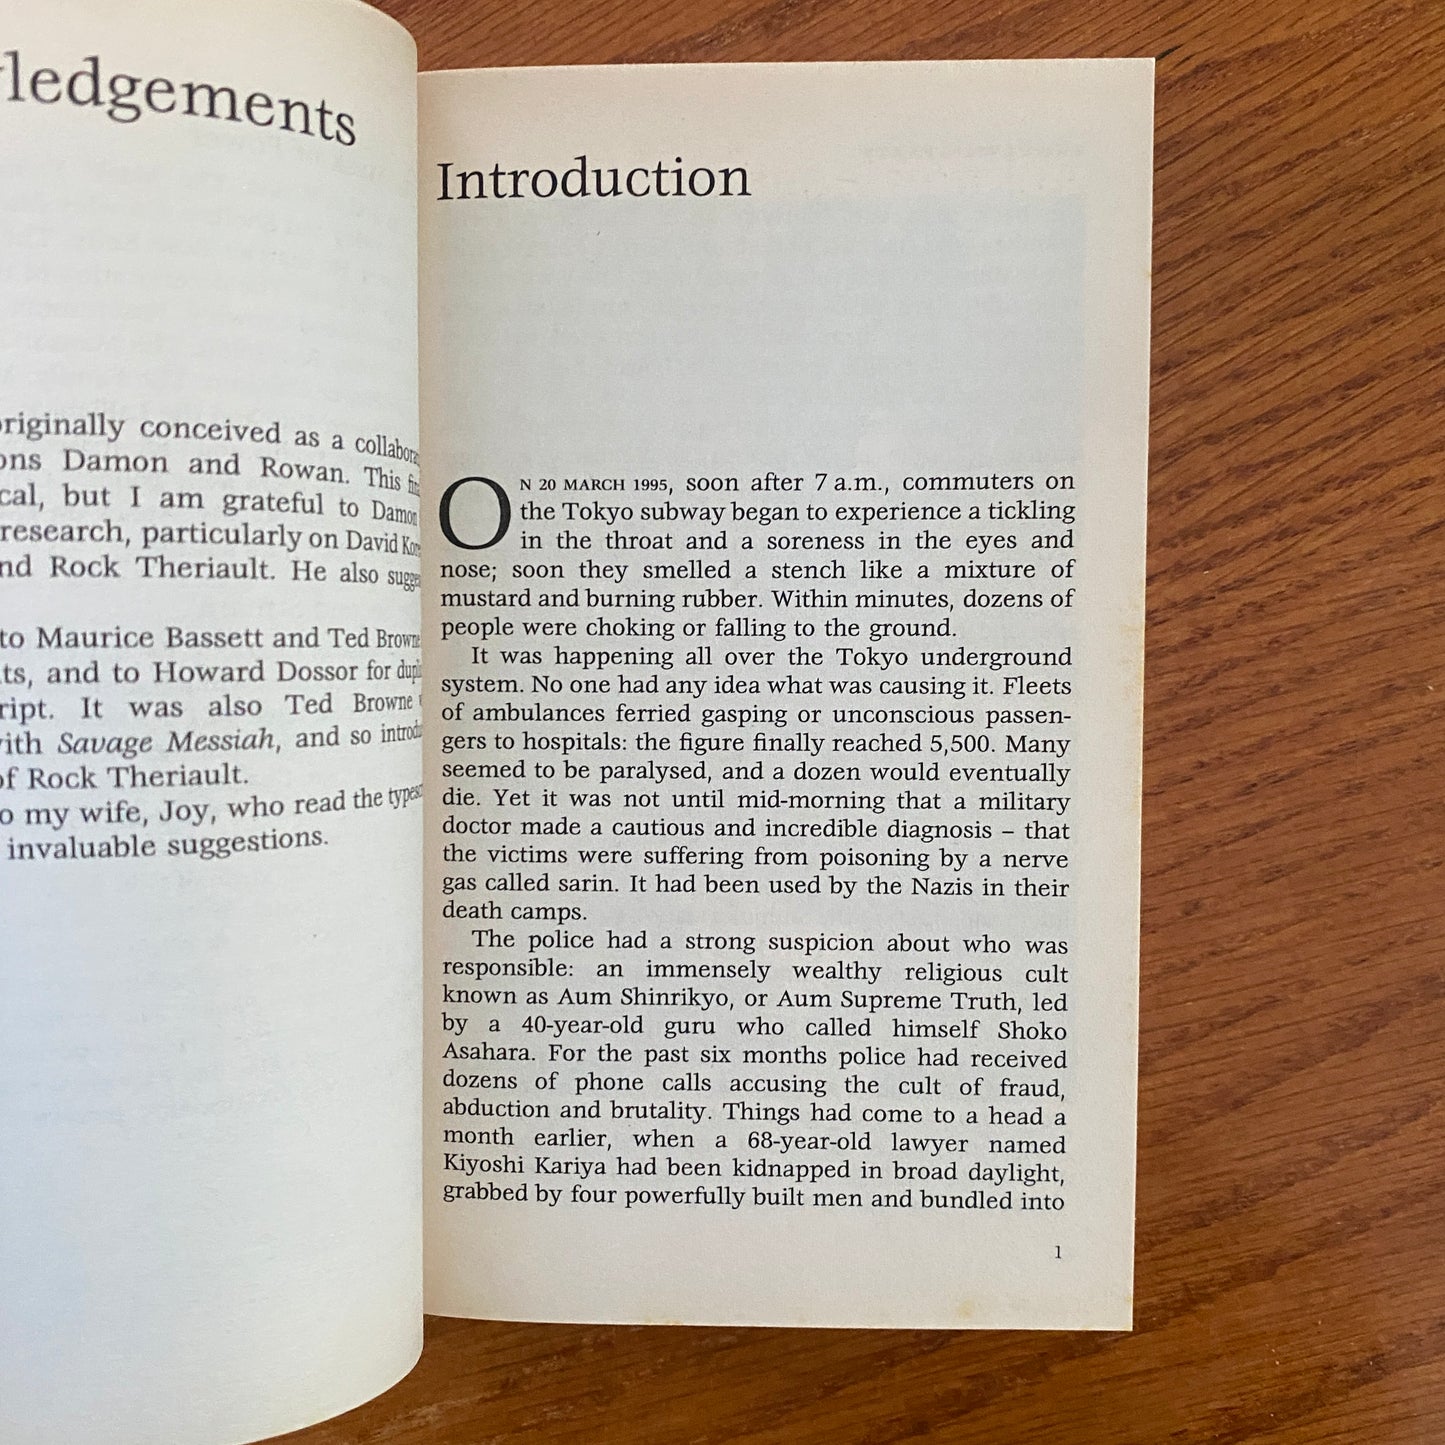 ledgements
originally conceived as a
ons Damon and Rowan. This
cal, but I am grateful to Damon
research, particularly on David
nd Rock Theriault. He also
to Maurice Bassett and Ted Browne
ts, and to Howard Dossor for
ript. It was also Ted Browne
with Savage Messiah, and so
of Rock Theriault.
o my wife, Joy, who read the
invaluable suggestions.
Introduction
ON 20 MARCH 1995, soon after 7 a.m., commuters on
the Tokyo subway began to experience a tickling
in the throat and a soreness in the eyes and
nose; soon they smelled a stench like a mixture of
mustard and burning rubber. Within minutes, dozens of
people were choking or falling to the ground.
It was happening all over the Tokyo underground
system. No one had any idea what was causing it. Fleets
of ambulances ferried gasping or unconscious passen-
gers to hospitals: the figure finally reached 5,500. Many
seemed to be paralysed, and a dozen would eventually
die. Yet it was not until mid-morning that a military
doctor made a cautious and incredible diagnosis – that
the victims were suffering from poisoning by a nerve
gas called sarin. It had been used by the Nazis in their
death camps.
The police had a strong suspicion about who was
responsible: an immensely wealthy religious cult
known as Aum Shinrikyo, or Aum Supreme Truth, led
by a 40-year-old guru who called himself Shoko
Asahara. For the past six months police had received
dozens of phone calls accusing the cult of fraud,
abduction and brutality. Things had come to a head a
month earlier, when a 68-year-old lawyer named
Kiyoshi Kariya had been kidnapped in broad daylight,
grabbed by four powerfully built men and bundled into
1